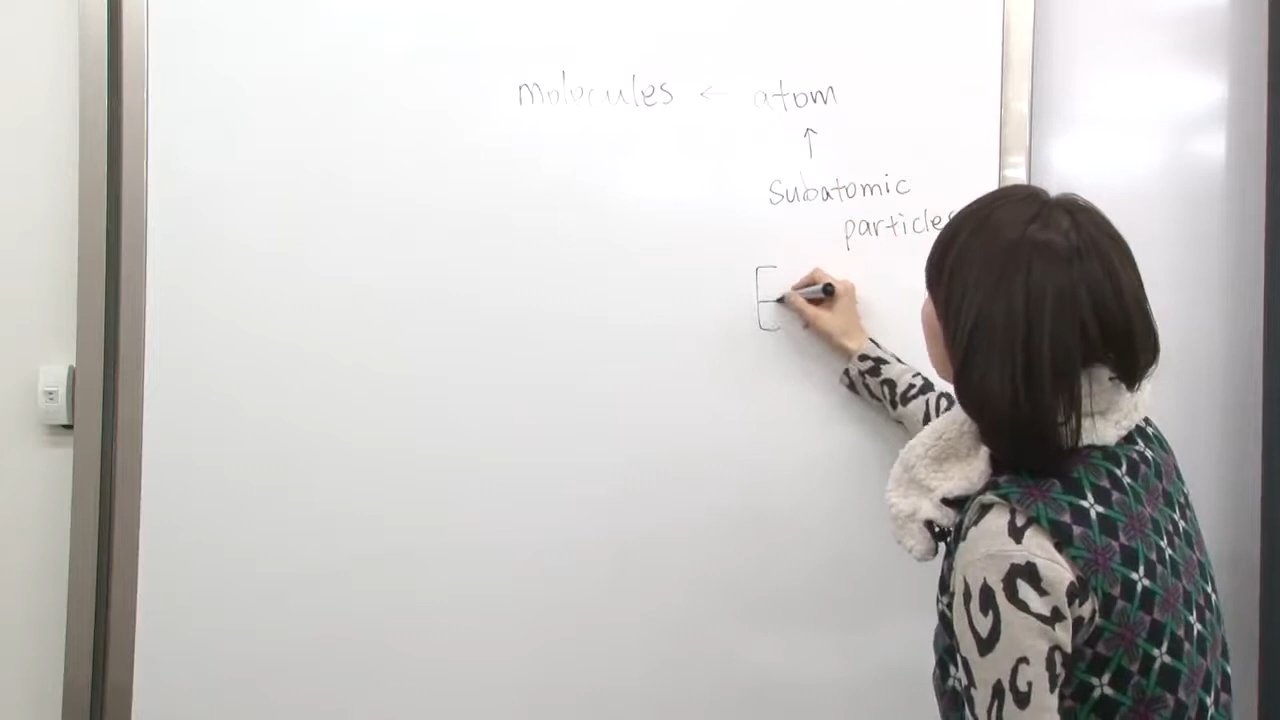 molecules ← atom
↑
subatomic
particles